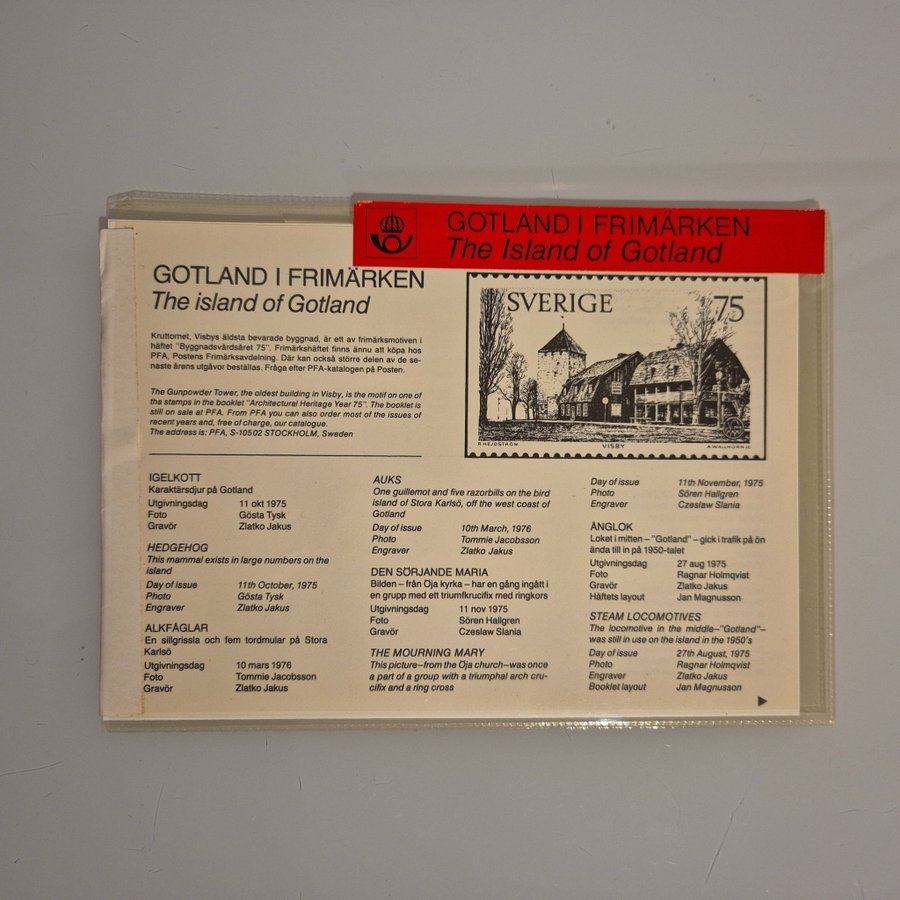 GOTLAND I FRIMÄRKEN
The Island of Gotland
GOTLAND I FRIMÄRKEN
The island of Gotland
Kruttornet, Visbys äldsta bevarade byggnad, är ett av frimärksmotiven i
häftet "Byggnadsvårdsåret 75". Frimärkshäftet finns ännu att köpa hos
PFA, Postens Frimärksavdelning. Där kan också större delen av de se-
naste årens utgåvor beställas. Fråga efter PFA-katalogen på Posten.
The Gunpowder Tower, the oldest building in Visby, is the motif on one of
tha stamps in the booklet "Architectural Heritage Year 75". The booklet is
still on sale at PFA. From PFA you can also order most of the issues of
recent years and, free of charge, our catalogue.
The address is: PFA, S-10502 STOCKHOLM, Sweden
SVERIGE 75
R HEJDSTRÖM VISBY A WALLHORN SC
IGELKOTT
Karaktärsdjur på Gotland
Utgivningsdag 11 okt 1975
Foto Gösta Tysk
Gravör Zlatko Jakus
HEDGEHOG
This mammal exists in large numbers on the
island
Day of issue 11th October, 1975
Photo Gösta Tysk
Engraver Zlatko Jakus
ALKFÅGLAR
En sillgrissla och fem tordmular på Stora
Karlsö
Utgivningsdag 10 mars 1976
Foto Tommie Jacobsson
Gravör Zlatko Jakus
AUKS
One guillemot and five razorbills on the bird
island of Stora Karlsö, off the west coast of
Gotland
Day of issue 10th March, 1976
Photo Tommie Jacobsson
Engraver Zlatko Jakus
DEN SÖRJANDE MARIA
Bilden – från Öja kyrka – har en gång ingått i
en grupp med ett triumfkrucifix med ringkors
Utgivningsdag 11 nov 1975
Foto Sören Hallgren
Gravör Czeslaw Slania
THE MOURNING MARY
This picture–from the Öja church–was once
a part of a group with a triumphal arch cru-
cifix and a ring cross
Day of issue 11th November, 1975
Photo Sören Hallgren
Engraver Czeslaw Slania
ÅNGLOK
Loket i mitten – "Gotland" – gick i trafik på ön
ända till in på 1950-talet
Utgivningsdag 27 aug 1975
Foto Ragnar Holmqvist
Gravör Zlatko Jakus
Häftets layout Jan Magnusson
STEAM LOCOMOTIVES
The locomotive in the middle–"Gotland"–
was still in use on the island in the 1950's
Day of issue 27th August, 1975
Photo Ragnar Holmqvist
Engraver Zlatko Jakus
Booklet layout Jan Magnusson